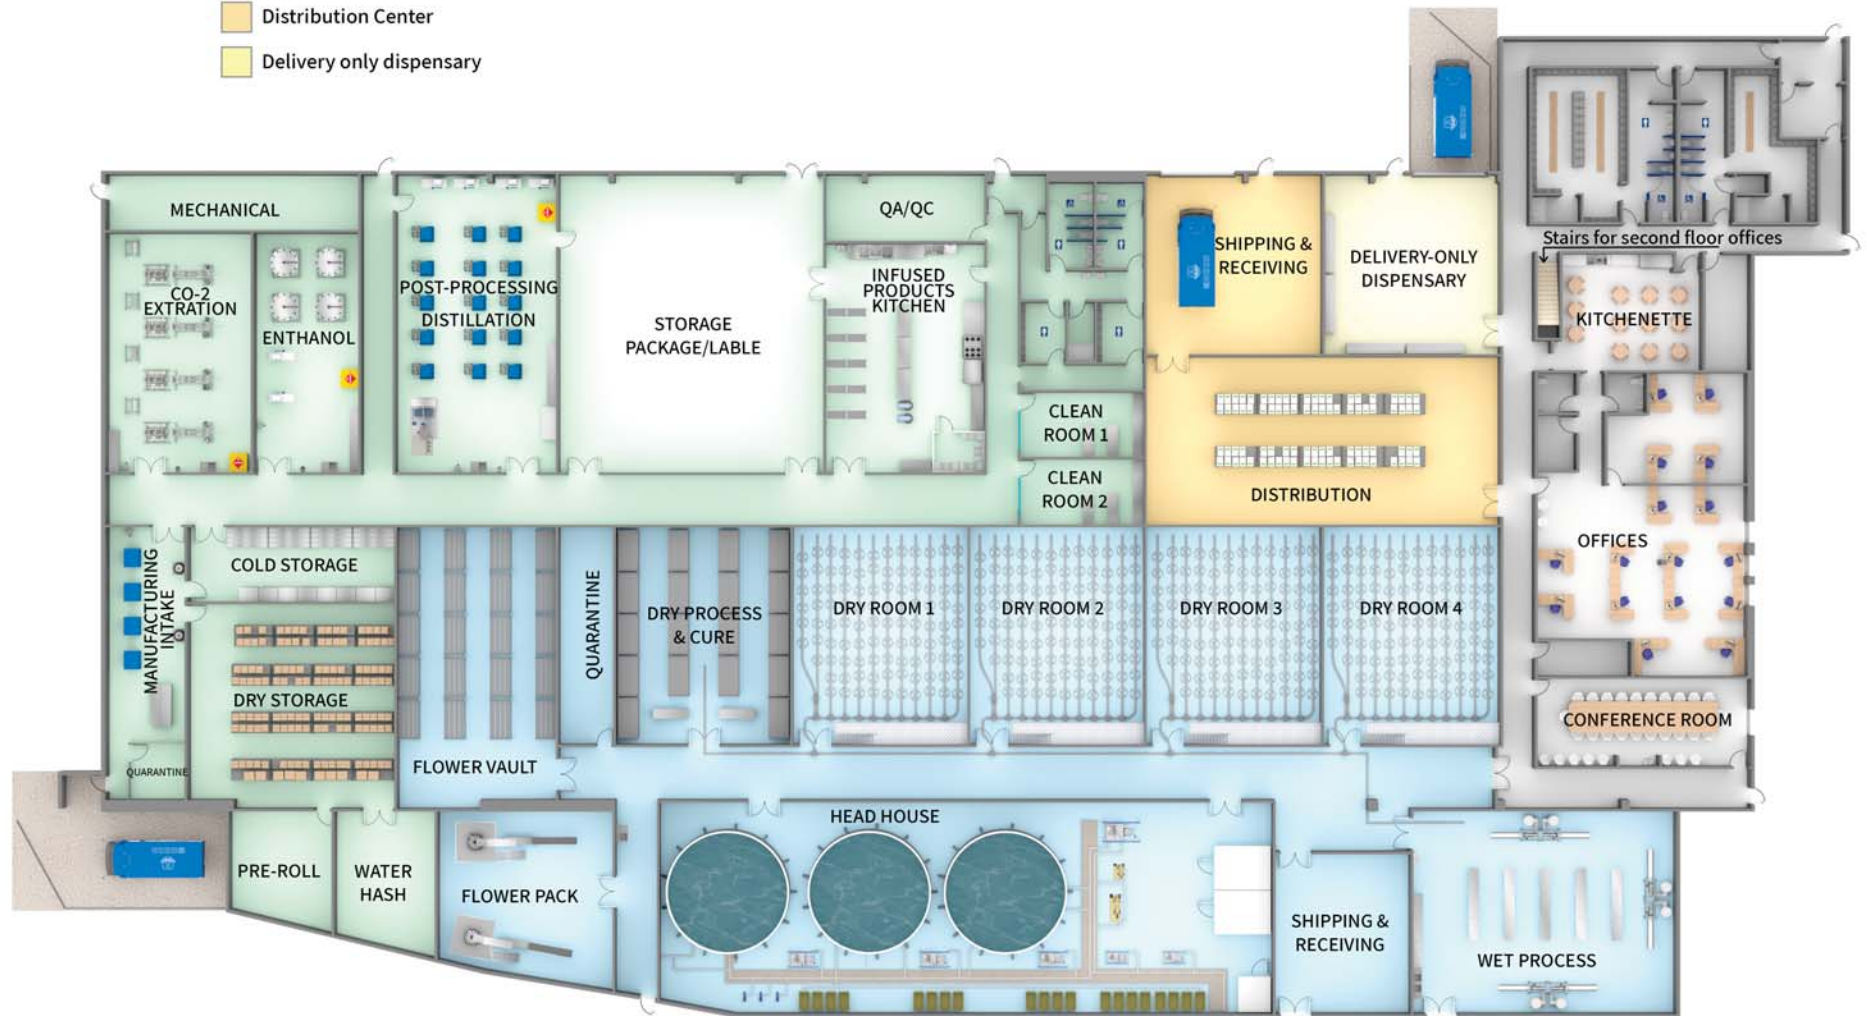 Distribution Center
Delivery only dispensary
Stairs for second floor offices
MECHANICAL
QA/QC
SHIPPING &
RECEIVING
DELIVERY-ONLY
DISPENSARY
CO-2
EXTRATION
ENTHANOL
POST-PROCESSING
DISTILLATION
STORAGE
PACKAGE/LABLE
INFUSED
PRODUCTS
KITCHEN
KITCHENETTE
CLEAN
ROOM 1
CLEAN
ROOM 2
DISTRIBUTION
OFFICES
MANUFACTURING
INTAKE
COLD STORAGE
DRY STORAGE
QUARANTINE
FLOWER VAULT
QUARANTINE
DRY PROCESS
& CURE
DRY ROOM 1
DRY ROOM 2
DRY ROOM 3
DRY ROOM 4
CONFERENCE ROOM
PRE-ROLL
WATER
HASH
FLOWER PACK
HEAD HOUSE
SHIPPING &
RECEIVING
WET PROCESS